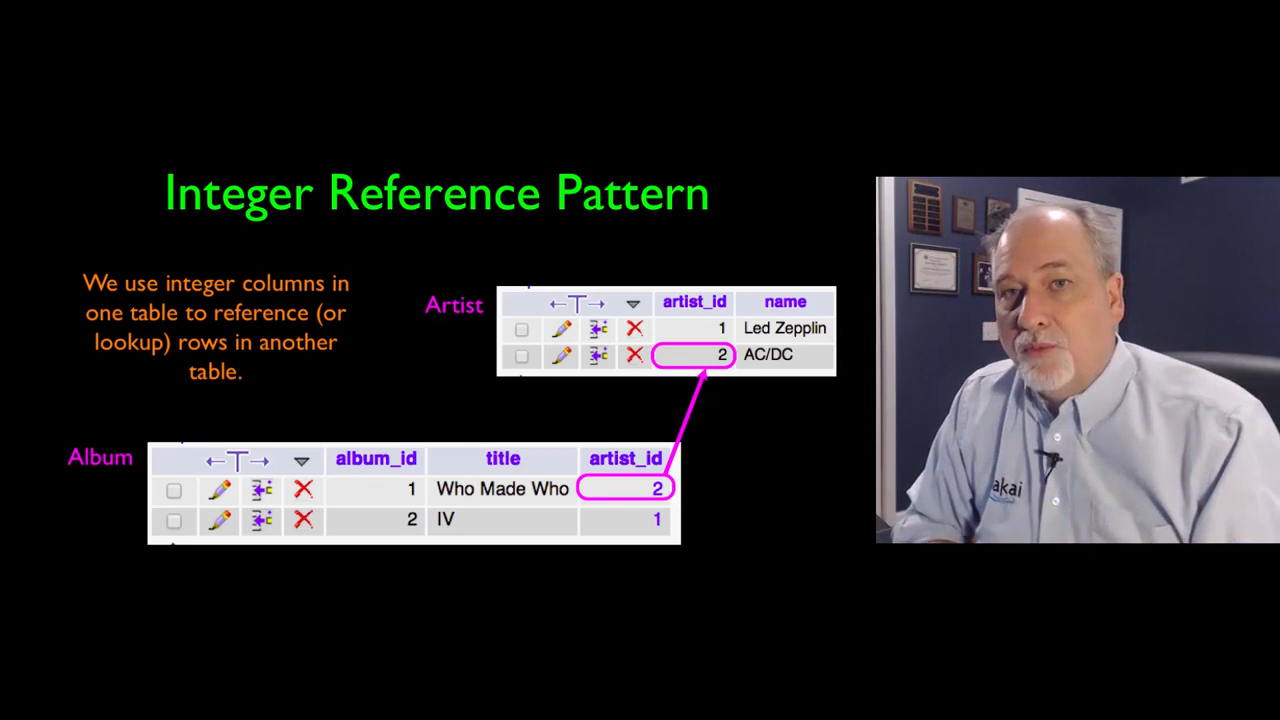 Integer Reference Pattern
We use integer columns in
one table to reference (or
lookup) rows in another
table.
Artist
artist_id name
1 Led Zepplin
2 AC/DC
Album
album_id title artist_id
1 Who Made Who 2
2 IV 1
akai